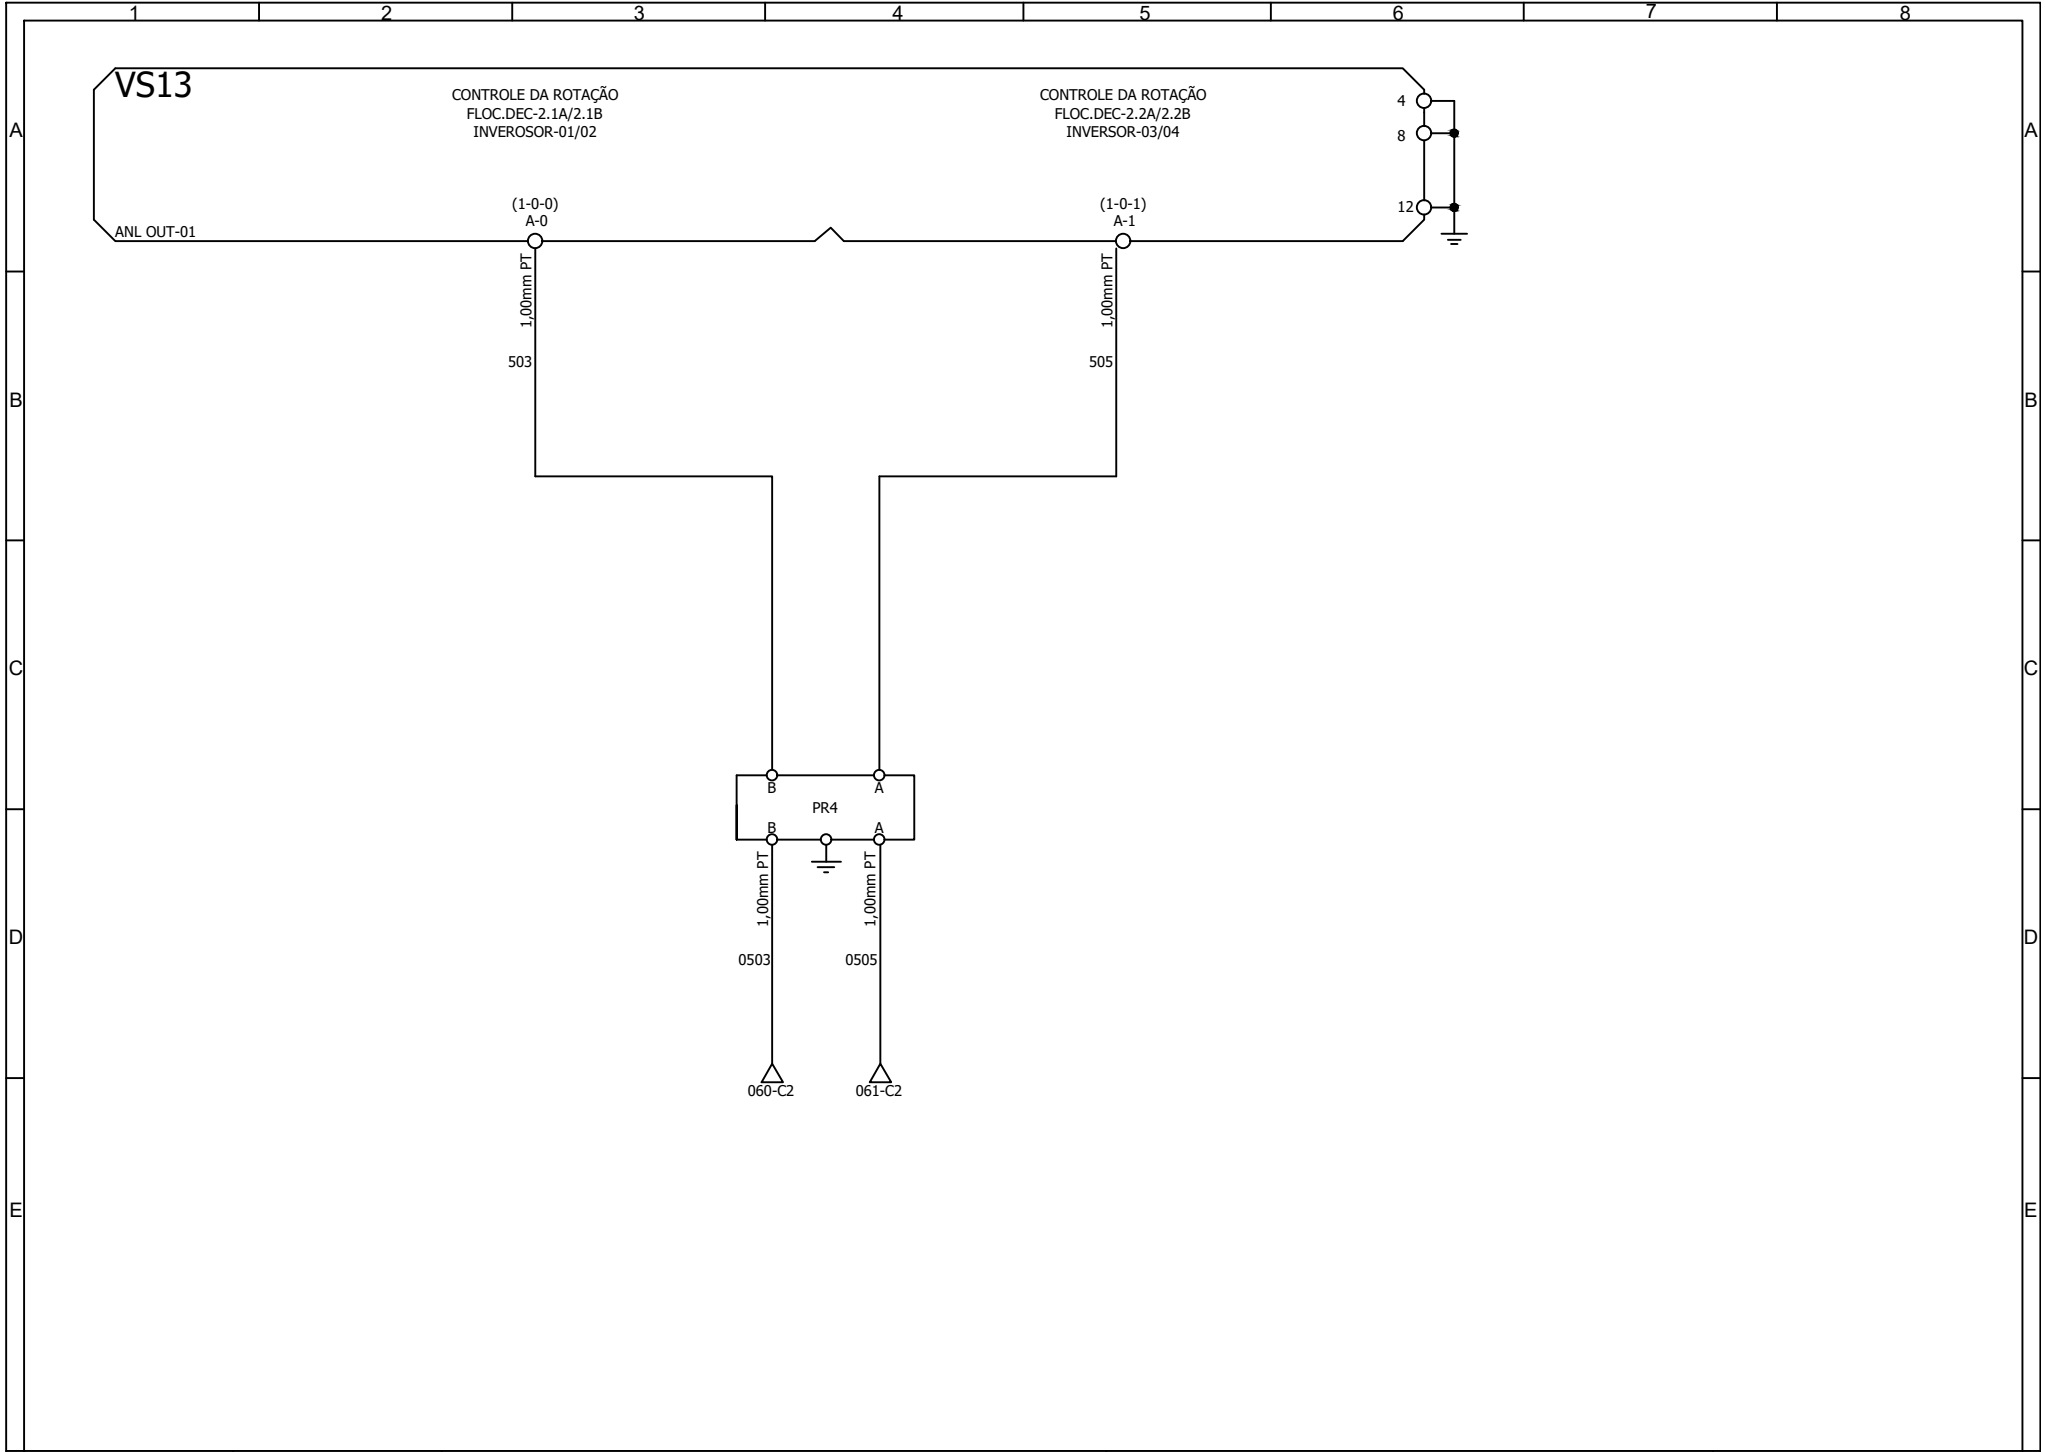 1 2 3 4 5 6 7 8
VS13
CONTROLE DA ROTAÇÃO
FLOC.DEC-2.1A/2.1B
INVEROSOR-01/02
CONTROLE DA ROTAÇÃO
FLOC.DEC-2.2A/2.2B
INVERSOR-03/04
4
A A
8
(1-0-0)
A-0
(1-0-1)
A-1
12
ANL OUT-01
1,00mm PT
1,00mm PT
503
505
B B
C C
B A
PR4
B A
1,00mm PT
1,00mm PT
D D
0503
0505
060-C2
061-C2
E E